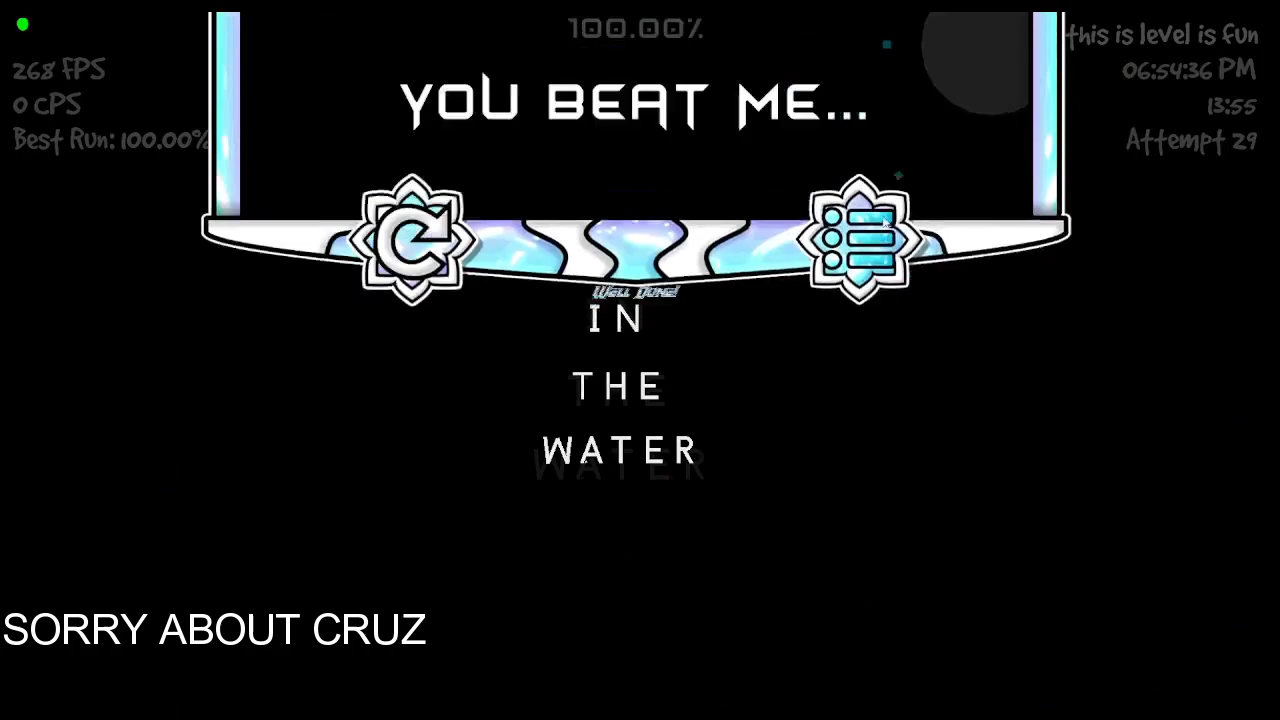 100.00%
this is level is fun
268 FPS
06:54:36 PM
0 CPS
13:55
Best Run: 100.00%
Attempt 29
YOU BEAT ME...
Well Done!
IN
THE
WATER
SORRY ABOUT CRUZ